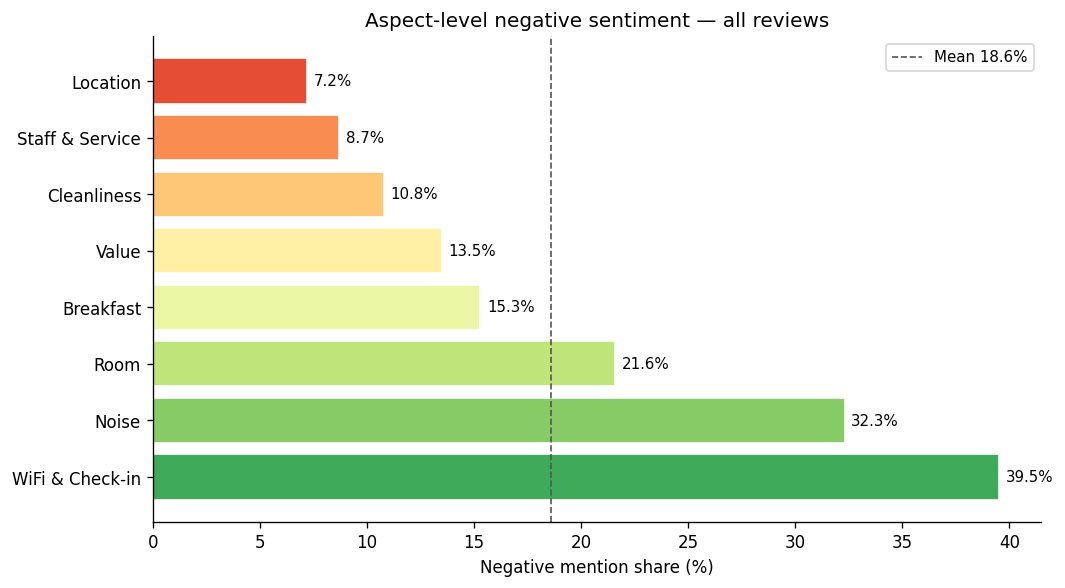 Aspect-level negative sentiment — all reviews
Mean 18.6%
Location
7.2%
Staff & Service
8.7%
Cleanliness
10.8%
Value
13.5%
Breakfast
15.3%
Room
21.6%
Noise
32.3%
WiFi & Check-in
39.5%
0 5 10 15 20 25 30 35 40
Negative mention share (%)